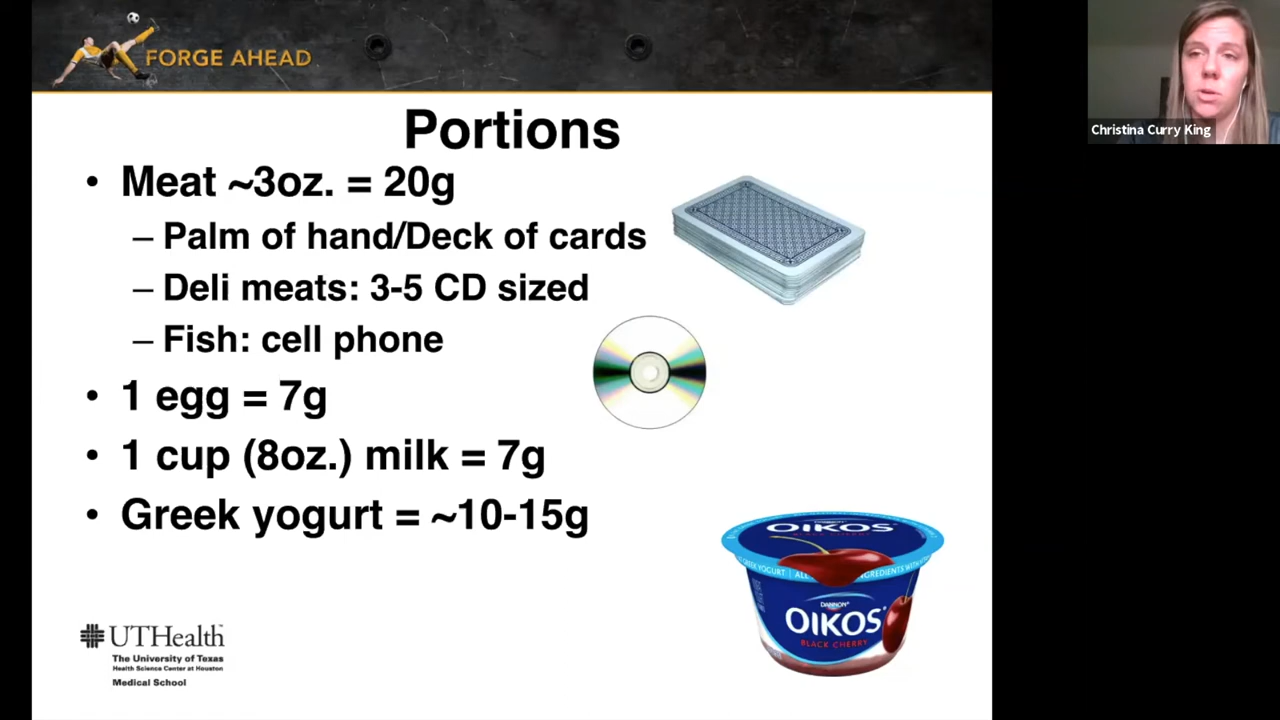 FORGE AHEAD
Christina Curry King
Portions
• Meat ~3oz. = 20g
– Palm of hand/Deck of cards
– Deli meats: 3-5 CD sized
– Fish: cell phone
• 1 egg = 7g
• 1 cup (8oz.) milk = 7g
• Greek yogurt = ~10-15g
OIKOS
DANNON
OIKOS
BLACK CHERRY
UTHealth
The University of Texas
Health Science Center at Houston
Medical School